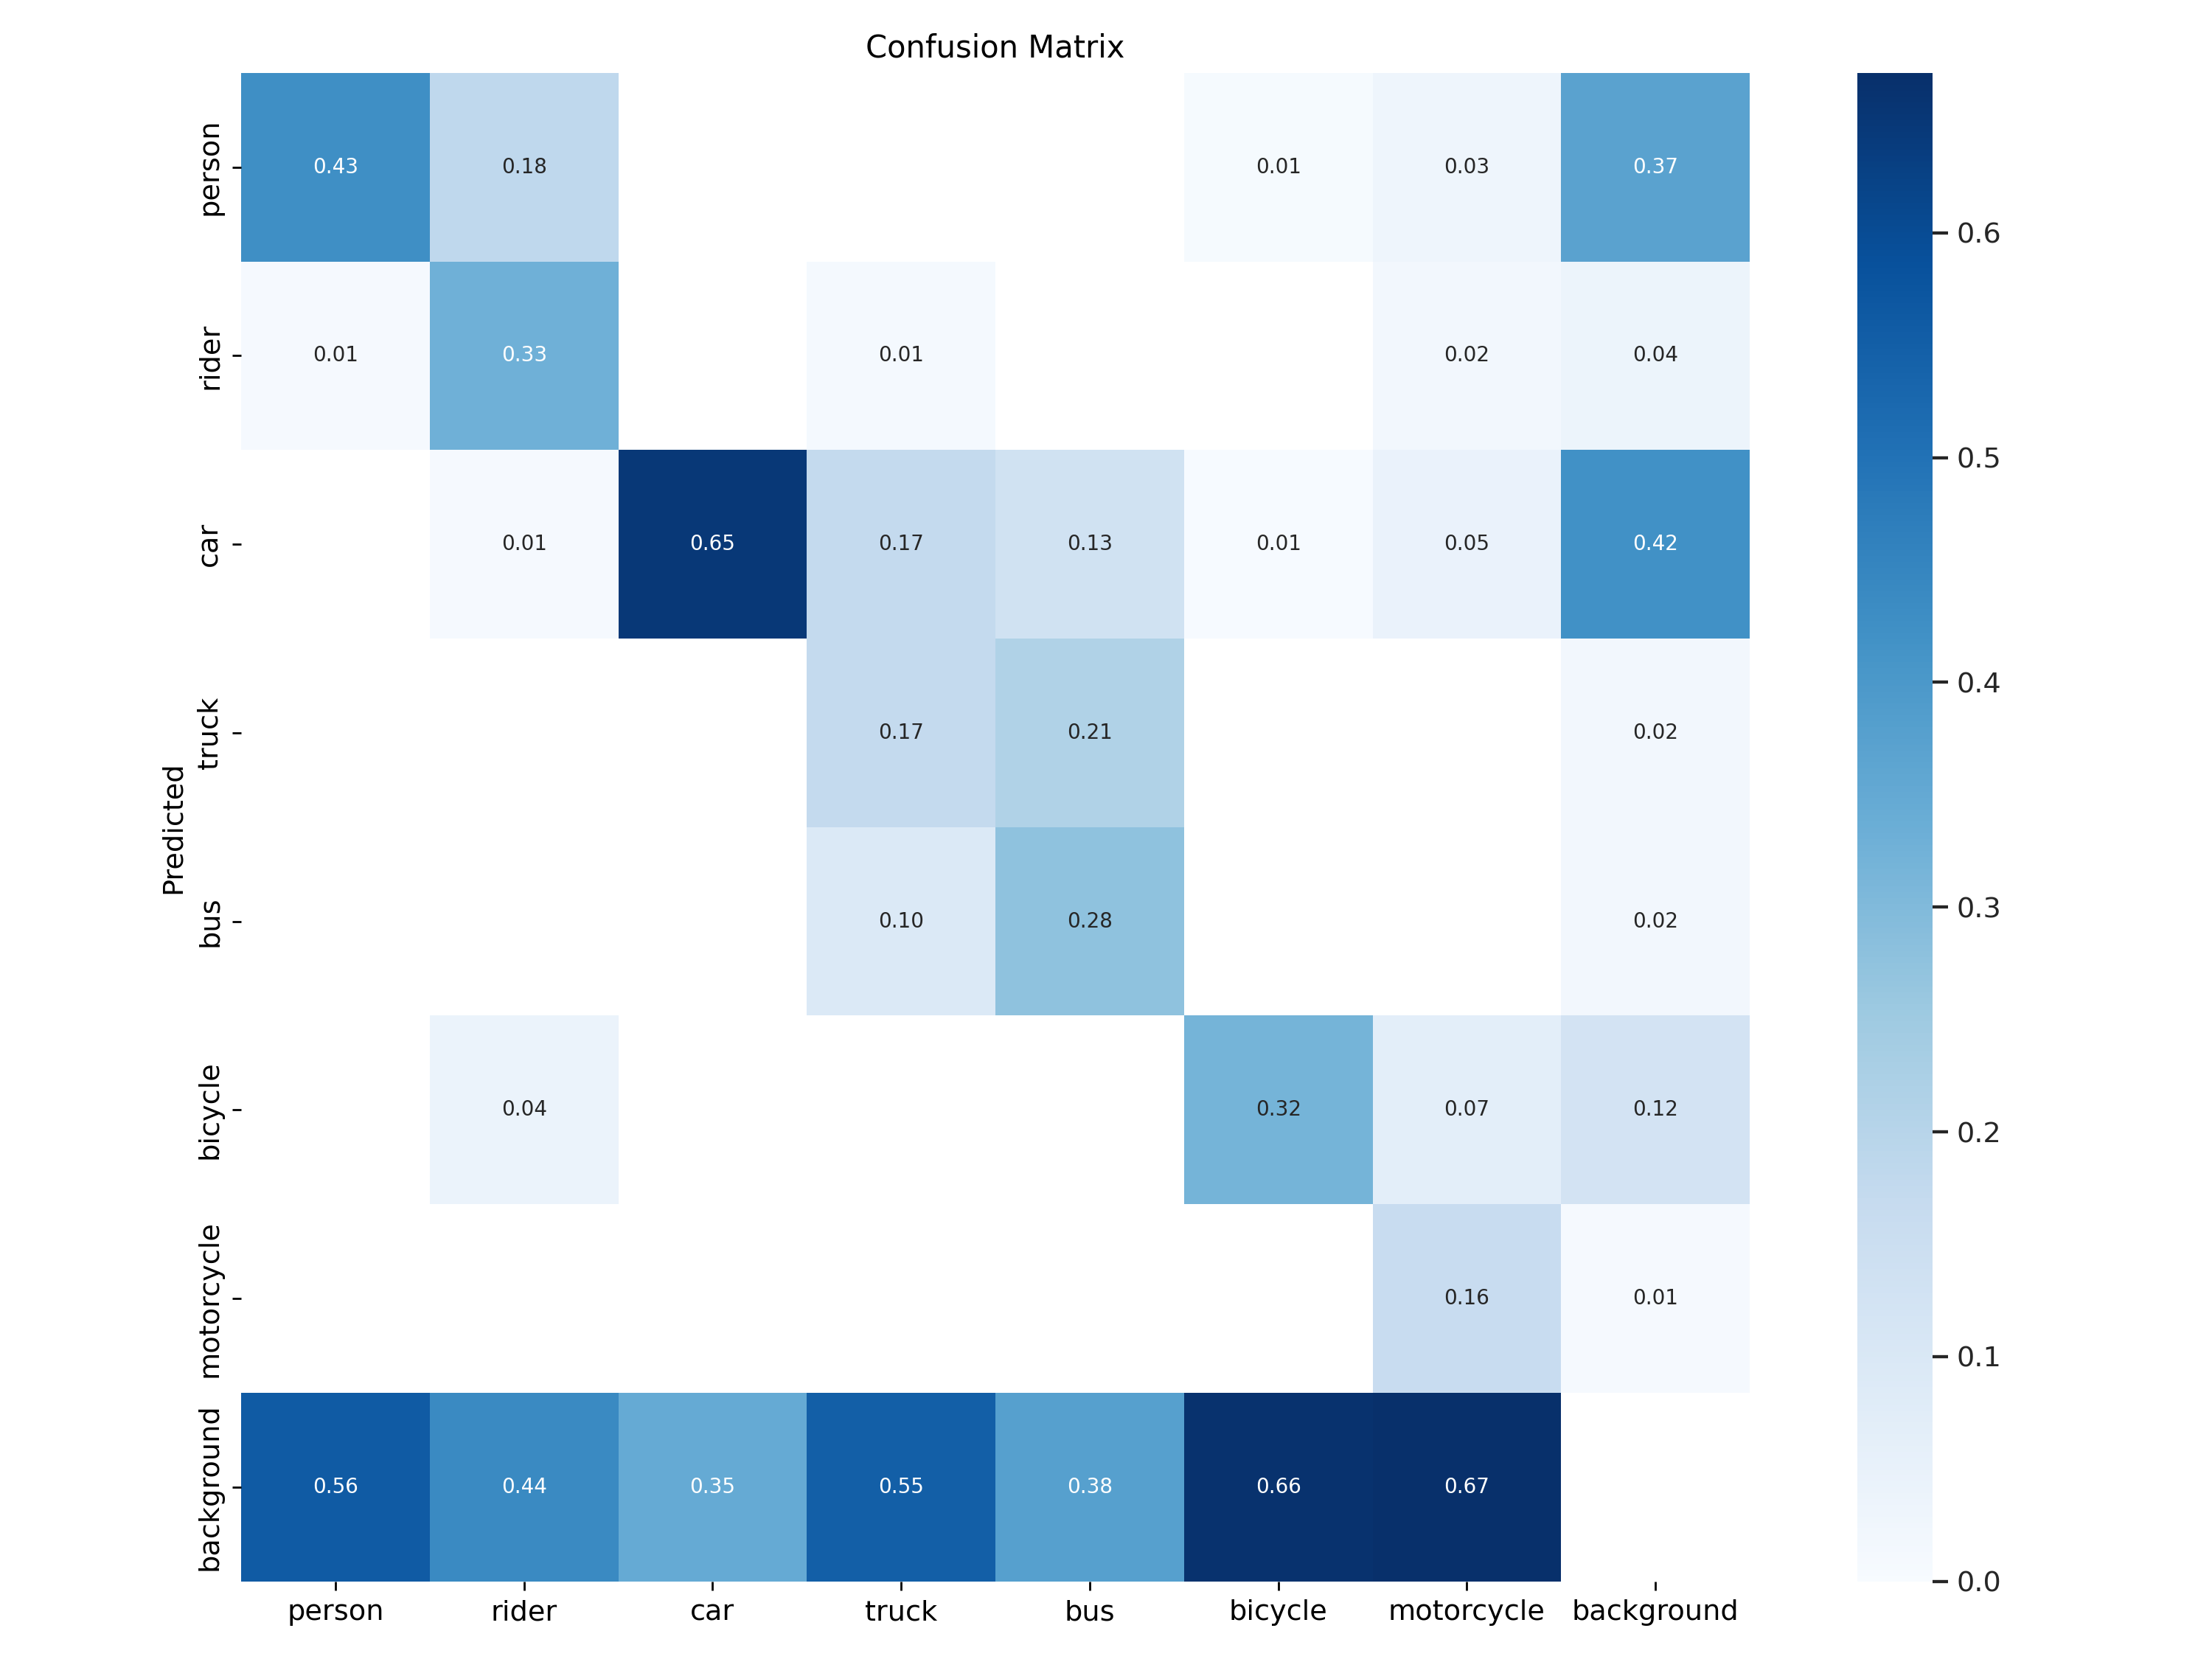 Confusion Matrix
person 0.43 0.18 0.01 0.03 0.37
rider 0.01 0.33 0.01 0.02 0.04
car 0.01 0.65 0.17 0.13 0.01 0.05 0.42
truck 0.17 0.21 0.02
bus 0.10 0.28 0.02
bicycle 0.04 0.32 0.07 0.12
motorcycle 0.16 0.01
background 0.56 0.44 0.35 0.55 0.38 0.66 0.67
Predicted
person rider car truck bus bicycle motorcycle background
0.6
0.5
0.4
0.3
0.2
0.1
0.0